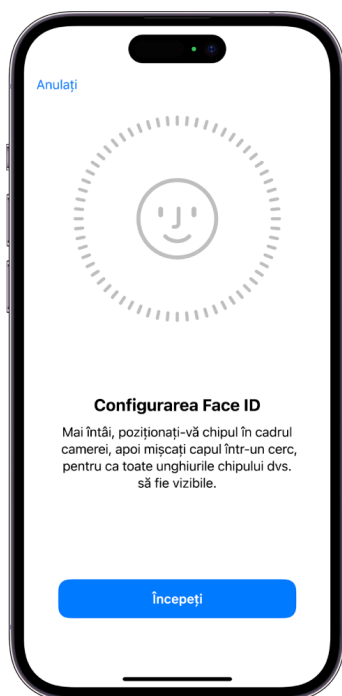 Anulați
Configurarea Face ID
Mai întâi, poziționați-vă chipul în cadrul
camerei, apoi mișcați capul într-un cerc,
pentru ca toate unghiurile chipului dvs.
să fie vizibile.
Începeți